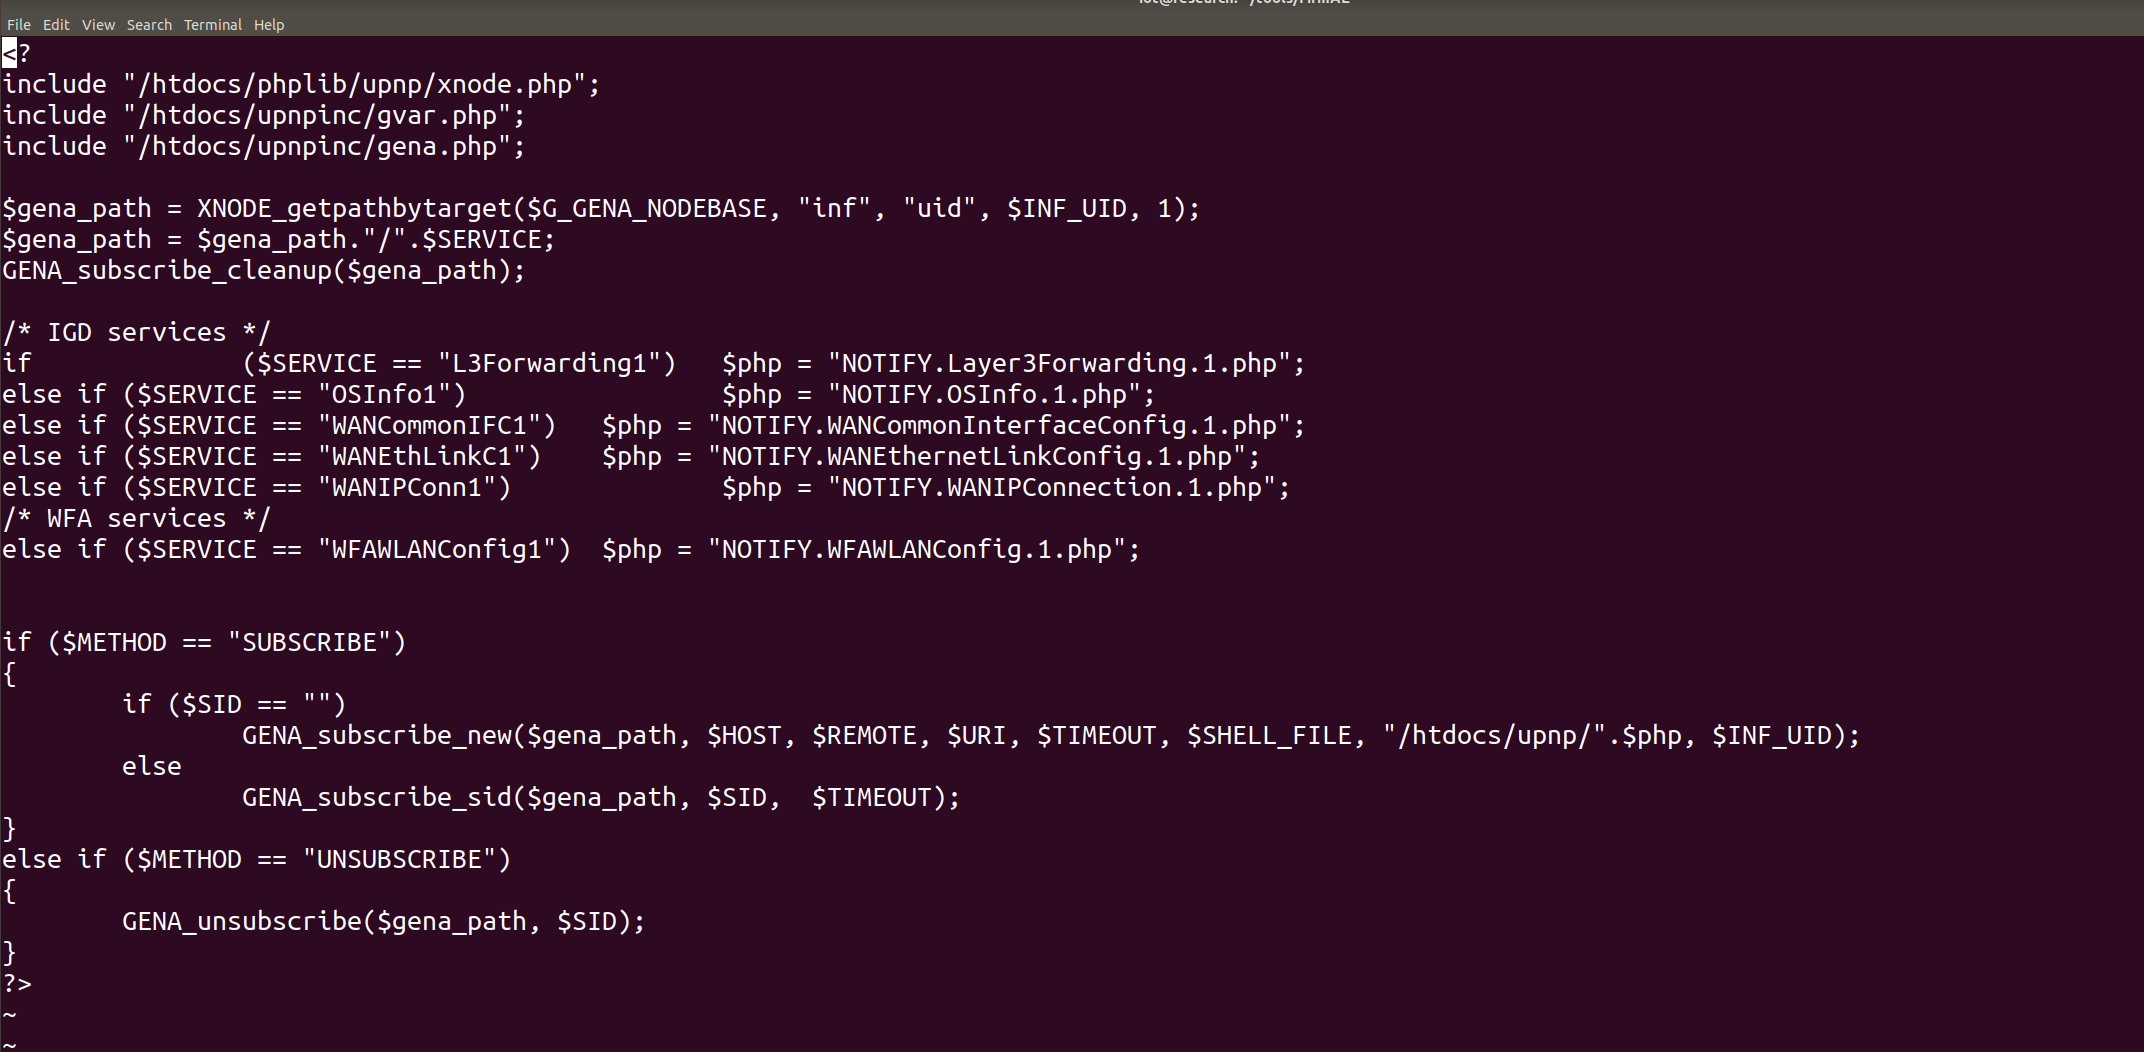 File Edit View Search Terminal Help
<?
include "/htdocs/phplib/upnp/xnode.php";
include "/htdocs/upnpinc/gvar.php";
include "/htdocs/upnpinc/gena.php";

$gena_path = XNODE_getpathbytarget($G_GENA_NODEBASE, "inf", "uid", $INF_UID, 1);
$gena_path = $gena_path."/".$SERVICE;
GENA_subscribe_cleanup($gena_path);

/* IGD services */
if              ($SERVICE == "L3Forwarding1")   $php = "NOTIFY.Layer3Forwarding.1.php";
else if ($SERVICE == "OSInfo1")                 $php = "NOTIFY.OSInfo.1.php";
else if ($SERVICE == "WANCommonIFC1")   $php = "NOTIFY.WANCommonInterfaceConfig.1.php";
else if ($SERVICE == "WANEthLinkC1")    $php = "NOTIFY.WANEthernetLinkConfig.1.php";
else if ($SERVICE == "WANIPConn1")              $php = "NOTIFY.WANIPConnection.1.php";
/* WFA services */
else if ($SERVICE == "WFAWLANConfig1")  $php = "NOTIFY.WFAWLANConfig.1.php";


if ($METHOD == "SUBSCRIBE")
{
        if ($SID == "")
                GENA_subscribe_new($gena_path, $HOST, $REMOTE, $URI, $TIMEOUT, $SHELL_FILE, "/htdocs/upnp/".$php, $INF_UID);
        else
                GENA_subscribe_sid($gena_path, $SID,  $TIMEOUT);
}
else if ($METHOD == "UNSUBSCRIBE")
{
        GENA_unsubscribe($gena_path, $SID);
}
?>
~
~